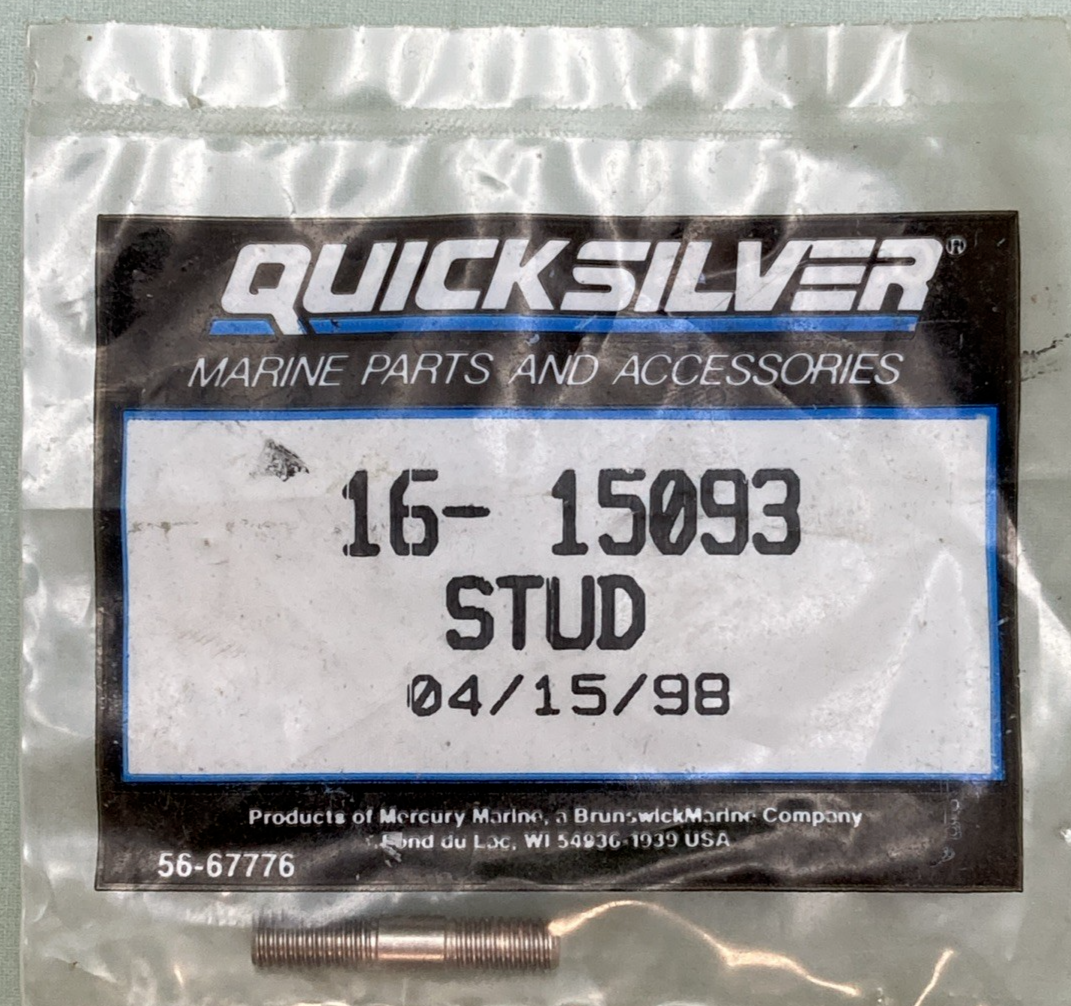 QUICKSILVER®
MARINE PARTS AND ACCESSORIES
16- 15093
STUD
04/15/98
Products of Mercury Marine, a BrunswickMarine Company
Fond du Lac, WI 54936-1939 USA
56-67776